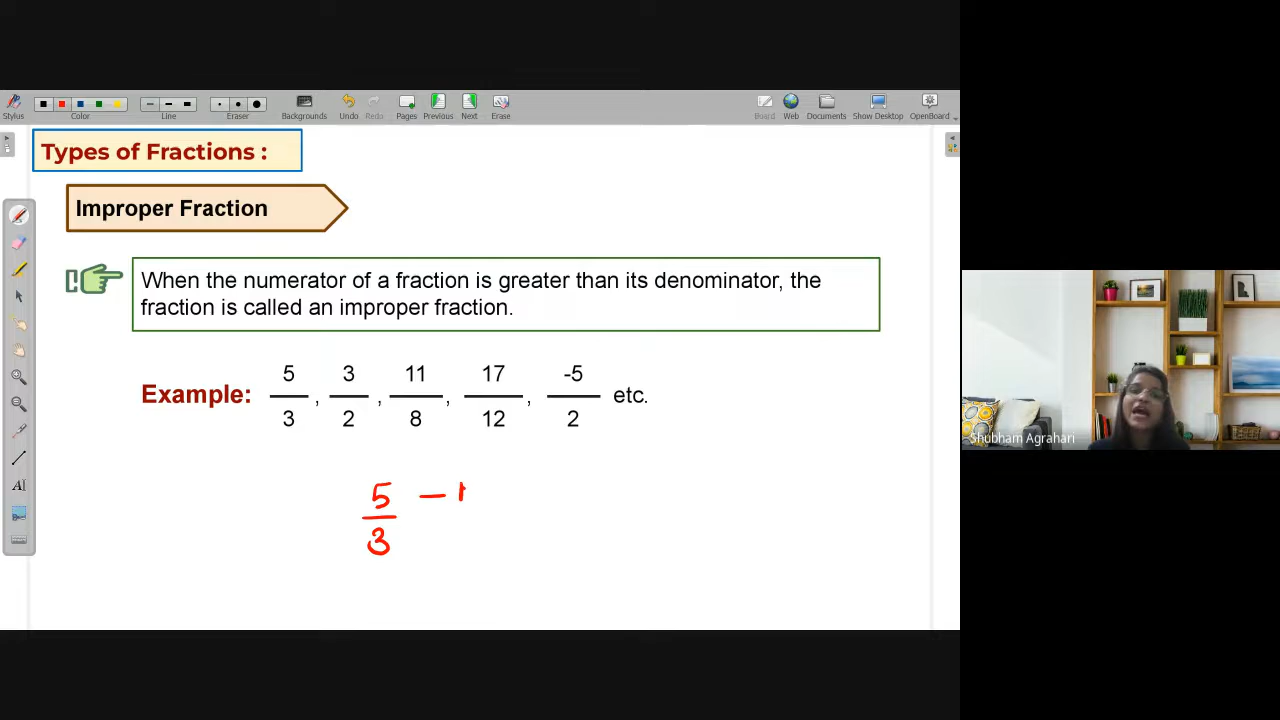 Stylus Color Line Eraser Backgrounds Undo Redo Pages Previous Next Erase Board Web Documents Show Desktop OpenBoard
Types of Fractions :
Improper Fraction
When the numerator of a fraction is greater than its denominator, the
fraction is called an improper fraction.
5 3 11 17 -5
Example: , , , , etc.
3 2 8 12 2
Shubham Agrahari
5 –
3